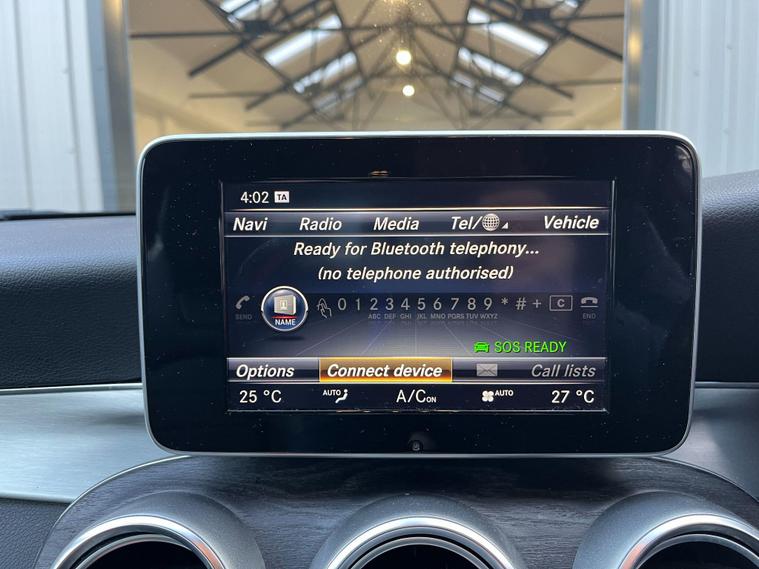 4:02 TA
Navi Radio Media Tel/ Vehicle
Ready for Bluetooth telephony...
(no telephone authorised)
0 1 2 3 4 5 6 7 8 9 * # + C
SEND NAME ABC DEF GHI JKL MNO PQR TUV WXYZ END
SOS READY
Options Connect device Call lists
25 °C AUTO A/C ON AUTO 27 °C